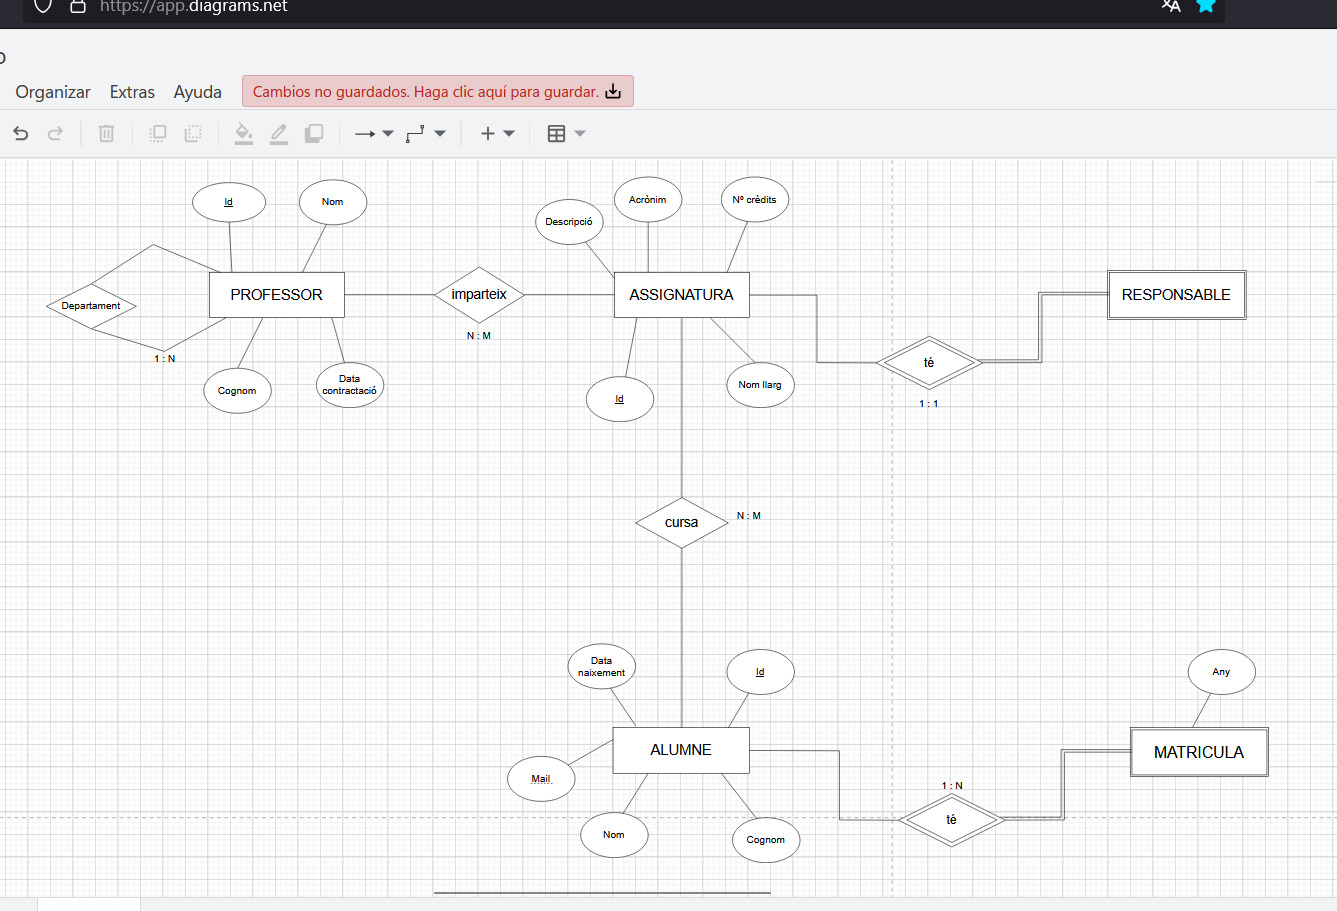 https://app.diagrams.net
Organizar Extras Ayuda Cambios no guardados. Haga clic aquí para guardar.
Id
Nom
Descripció
Acrònim
Nº crèdits
Departament
PROFESSOR
imparteix
ASSIGNATURA
RESPONSABLE
N : M
1 : N
té
1 : 1
Cognom
Data
contractació
Id
Nom llarg
cursa
N : M
Data
naixement
Id
Any
ALUMNE
MATRICULA
Mail
1 : N
té
Nom
Cognom